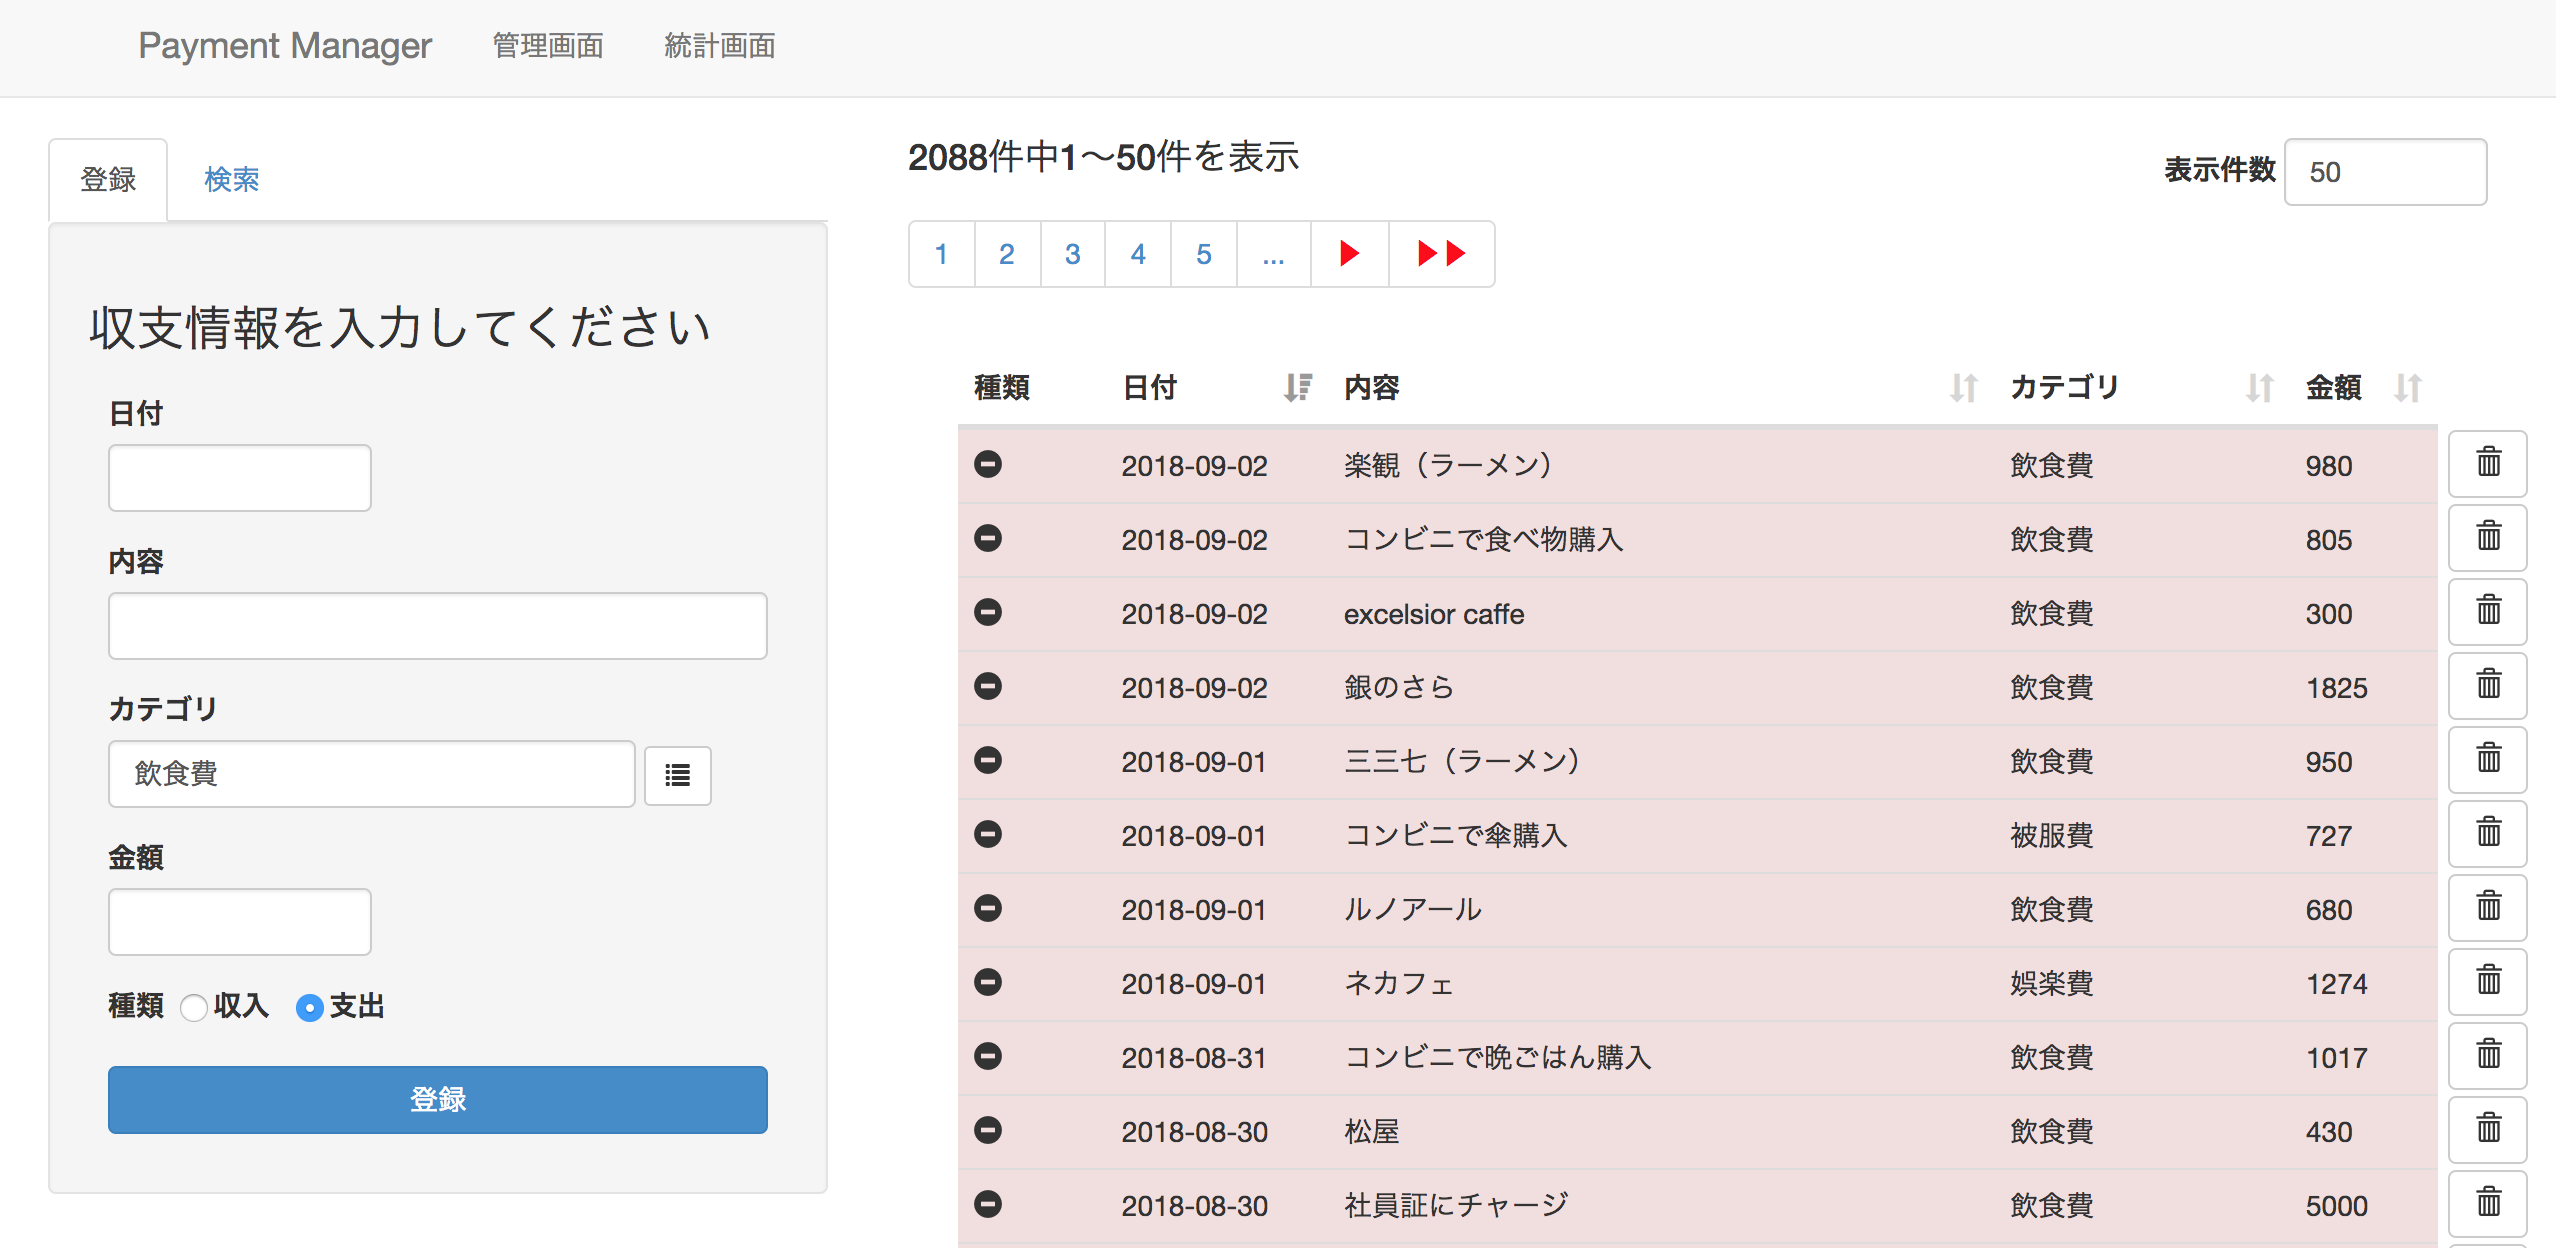 Payment Manager 管理画面 統計画面
登録 検索
収支情報を入力してください
日付
内容
カテゴリ
飲食費
金額
種類 収入 支出
登録
2088件中1〜50件を表示
表示件数 50
1 2 3 4 5 ...
種類 日付 内容 カテゴリ 金額
2018-09-02 楽観（ラーメン） 飲食費 980
2018-09-02 コンビニで食べ物購入 飲食費 805
2018-09-02 excelsior caffe 飲食費 300
2018-09-02 銀のさら 飲食費 1825
2018-09-01 三三七（ラーメン） 飲食費 950
2018-09-01 コンビニで傘購入 被服費 727
2018-09-01 ルノアール 飲食費 680
2018-09-01 ネカフェ 娯楽費 1274
2018-08-31 コンビニで晩ごはん購入 飲食費 1017
2018-08-30 松屋 飲食費 430
2018-08-30 社員証にチャージ 飲食費 5000